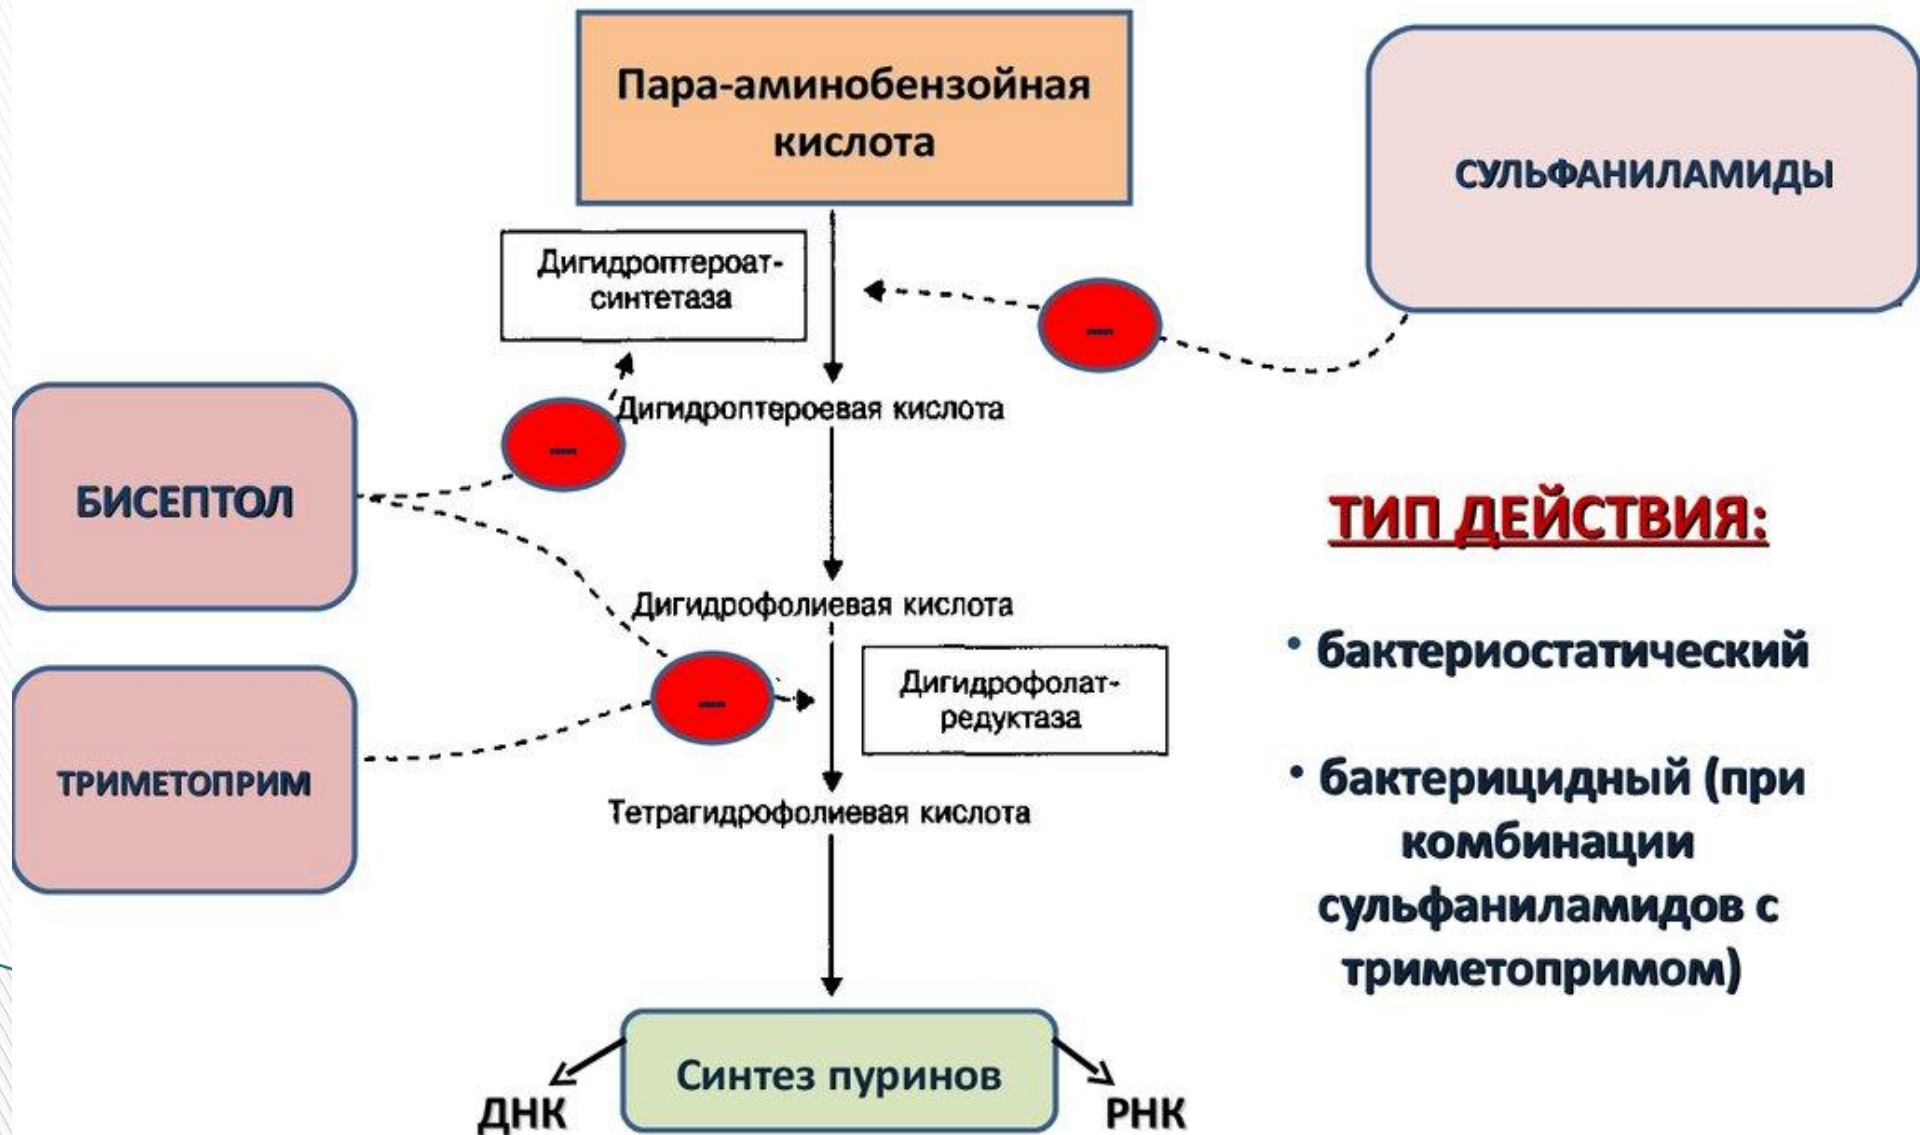 Пара-аминобензойная
кислота
СУЛЬФАНИЛАМИДЫ
Дигидроптероат-
синтетаза
Дигидроптероевая кислота
БИСЕПТОЛ
ТИП ДЕЙСТВИЯ:
Дигидрофолиевая кислота
• бактериостатический
Дигидрофолат-
редуктаза
ТРИМЕТОПРИМ
• бактерицидный (при
комбинации
сульфаниламидов с
триметопримом)
Тетрагидрофолиевая кислота
Синтез пуринов
ДНК
РНК